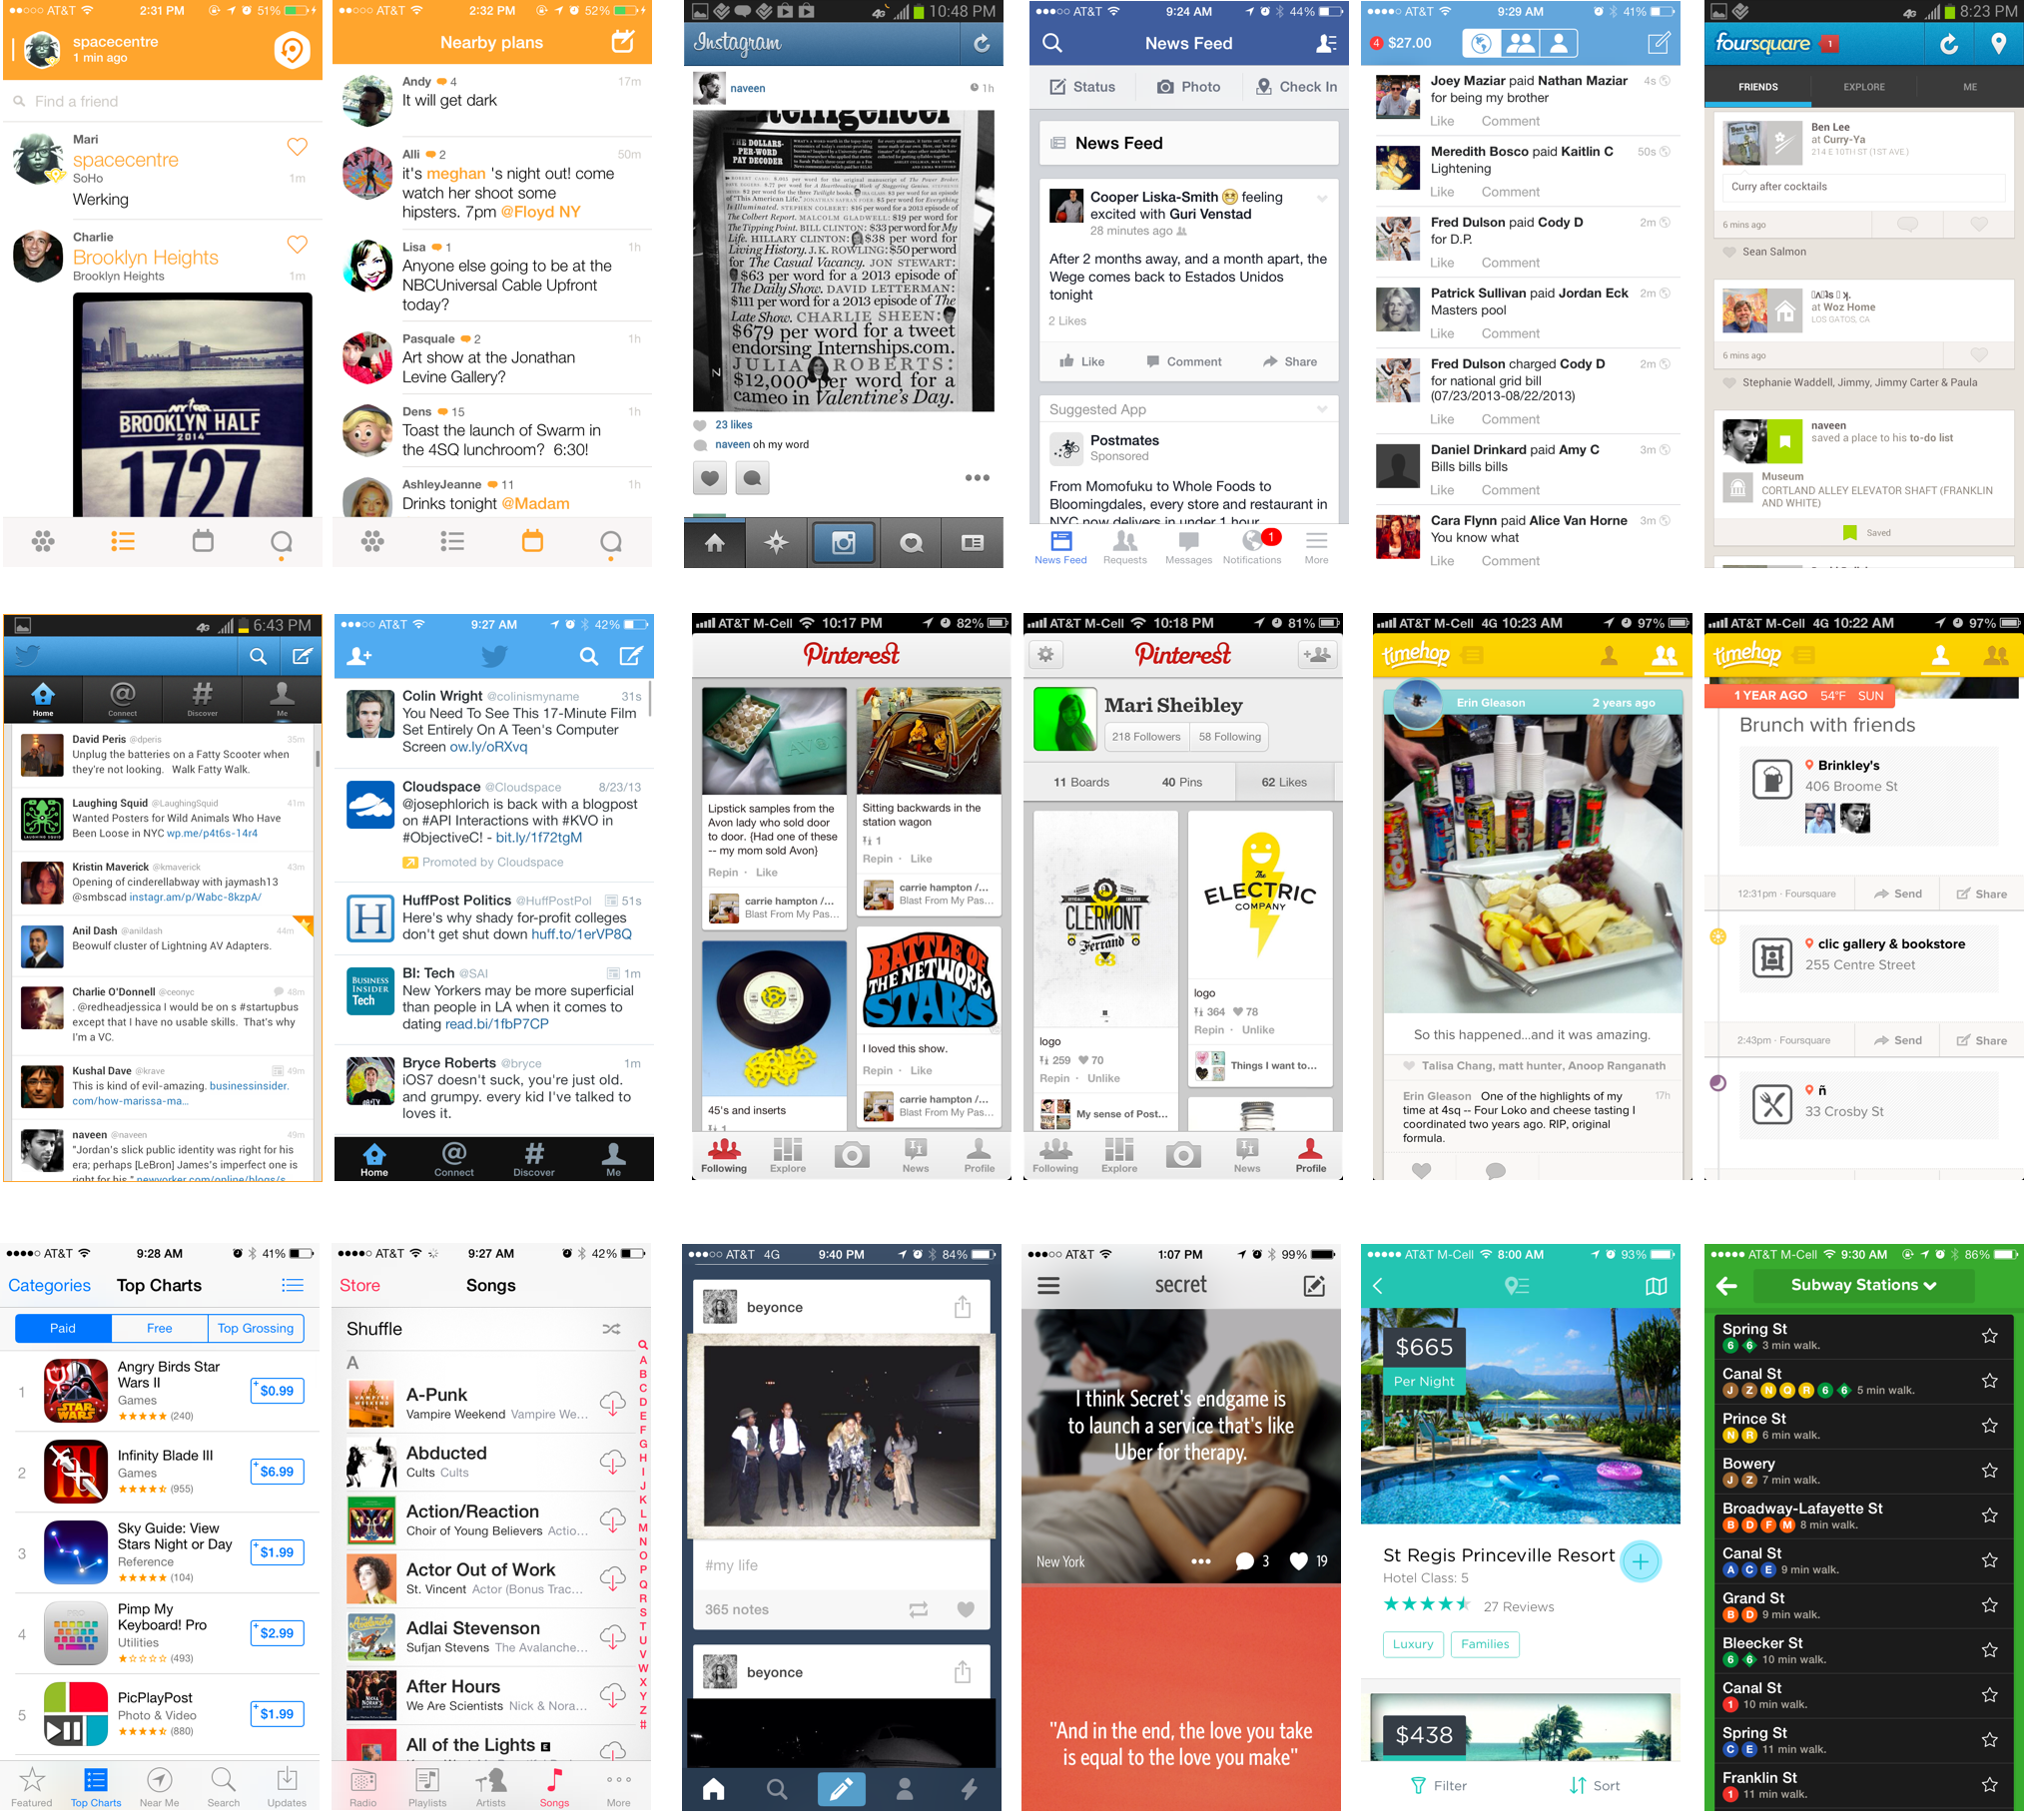 AT&T 2:31 PM 51%
spacecentre
1 min ago
Find a friend
Mari
spacecentre
SoHo
1m
Werking
Charlie
Brooklyn Heights
Brooklyn Heights
1m
BROOKLYN HALF
2014
1727
AT&T 2:32 PM 52%
Nearby plans
Andy 4 17m
It will get dark
Alli 2 50m
it's meghan 's night out! come
watch her shoot some
hipsters. 7pm @Floyd NY
Lisa 1 1h
Anyone else going to be at the
NBCUniversal Cable Upfront
today?
Pasquale 2 1h
Art show at the Jonathan
Levine Gallery?
Dens 15 1h
Toast the launch of Swarm in
the 4SQ lunchroom? 6:30!
AshleyJeanne 11 1h
Drinks tonight @Madam
4G 10:48 PM
Instagram
naveen 1h
THE DOLLARS-
PER-WORD
PAY DECODER
The Colbert Report. MALCOLM GLADWELL: $19 per word for
Life. HILLARY CLINTON: $38 per word for
Living History. J.K. ROWLING: $50 per word
for The Casual Vacancy. JON STEWART:
$63 per word for a 2013 episode of
The Daily Show. DAVID LETTERMAN:
$111 per word for a 2013 episode of The
Late Show. CHARLIE SHEEN:
$679 per word for a tweet
endorsing Internships.com.
JULIA ROBERTS:
$12,000 per word for a
cameo in Valentine's Day.
23 likes
naveen oh my word
AT&T 9:24 AM 44%
News Feed
Status Photo Check In
News Feed
Cooper Liska-Smith feeling
excited with Guri Venstad
28 minutes ago
After 2 months away, and a month apart, the
Wege comes back to Estados Unidos
tonight
2 Likes
Like Comment Share
Suggested App
Postmates
Sponsored
From Momofuku to Whole Foods to
Bloomingdales, every store and restaurant in
NYC now delivers in under 1 hour
1
News Feed Requests Messages Notifications More
AT&T 9:29 AM 41%
4 $27.00
Joey Maziar paid Nathan Maziar 4s
for being my brother
Like Comment
Meredith Bosco paid Kaitlin C 50s
Lightening
Like Comment
Fred Dulson paid Cody D 2m
for D.P.
Like Comment
Patrick Sullivan paid Jordan Eck 2m
Masters pool
Like Comment
Fred Dulson charged Cody D 2m
for national grid bill
(07/23/2013-08/22/2013)
Like Comment
Daniel Drinkard paid Amy C 3m
Bills bills bills
Like Comment
Cara Flynn paid Alice Van Horne 3m
You know what
Like Comment
4G 8:23 PM
foursquare 1
FRIENDS EXPLORE ME
Ben Lee
at Curry-Ya
214 E 10TH ST (1ST AVE)
Curry after cocktails
6 mins ago
Sean Salmon
at Woz Home
LOS GATOS, CA
6 mins ago
Stephanie Waddell, Jimmy, Jimmy Carter & Paula
naveen
saved a place to his to-do list
Museum
CORTLAND ALLEY ELEVATOR SHAFT (FRANKLIN
AND WHITE)
Saved
4G 6:43 PM
Home Connect Discover Me
David Peris @dperis 35m
Unplug the batteries on a Fatty Scooter when
they're not looking. Walk Fatty Walk.
Laughing Squid @LaughingSquid 41m
Wanted Posters for Wild Animals Who Have
Been Loose in NYC wp.me/p4t6s-14r4
Kristin Maverick @kmaverick 43m
Opening of cinderellabway with jaymash13
@smbscad instagr.am/p/Wabc-8kzpA/
Anil Dash @anildash 44m
Beowulf cluster of Lightning AV Adapters.
Charlie O'Donnell @ceonyc 48m
. @redheadjessica I would be on s #startupbus
except that I have no usable skills. That's why
I'm a VC.
Kushal Dave @krave 49m
This is kind of evil-amazing. businessinsider.
com/how-marissa-ma...
naveen @naveen 49m
"Jordan's slick public identity was right for his
era; perhaps [LeBron] James's imperfect one is
right for his." newyorker.com/online/blogs/s
AT&T 9:27 AM 42%
Colin Wright @colinismyname 31s
You Need To See This 17-Minute Film
Set Entirely On A Teen's Computer
Screen ow.ly/oRXvq
Cloudspace @Cloudspace 8/23/13
@josephlorich is back with a blogpost
on #API Interactions with #KVO in
#ObjectiveC! - bit.ly/1f72tgM
Promoted by Cloudspace
H
HuffPost Politics @HuffPostPol 51s
Here's why shady for-profit colleges
don't get shut down huff.to/1erVP8Q
BUSINESS
INSIDER
Tech
BI: Tech @SAI 1m
New Yorkers may be more superficial
than people in LA when it comes to
dating read.bi/1fbP7CP
Bryce Roberts @bryce 1m
iOS7 doesn't suck, you're just old.
and grumpy. every kid I've talked to
loves it.
Home Connect Discover Me
AT&T M-Cell 10:17 PM 82%
Pinterest
Lipstick samples from the
Avon lady who sold door
to door. {Had one of these
-- my mom sold Avon}
Repin · Like
carrie hampton /...
Blast From My Pas...
Sitting backwards in the
station wagon
1
Repin · Like
carrie hampton /...
Blast From My Pas...
45's and inserts
1
BATTLE OF
THE NETWORK
STARS
I loved this show.
Repin · Like
carrie hampton /...
Blast From My Pas...
Following Explore News Profile
AT&T M-Cell 10:18 PM 81%
Pinterest
Mari Sheibley
218 Followers 58 Following
11 Boards 40 Pins 62 Likes
CLERMONT
Ferrand
63
logo
259 70
Repin · Unlike
My sense of Post...
The
ELECTRIC
COMPANY
logo
364 78
Repin · Unlike
Things I want to...
Following Explore News Profile
AT&T M-Cell 4G 10:23 AM 97%
timehop
Erin Gleason 2 years ago
So this happened...and it was amazing.
Talisa Chang, matt hunter, Anoop Ranganath
Erin Gleason One of the highlights of my 17h
time at 4sq -- Four Loko and cheese tasting I
coordinated two years ago. RIP, original
formula.
AT&T M-Cell 4G 10:22 AM 97%
timehop
1 YEAR AGO 54°F SUN
Brunch with friends
Brinkley's
406 Broome St
12:31pm · Foursquare Send Share
clic gallery & bookstore
255 Centre Street
2:43pm · Foursquare Send Share
ñ
33 Crosby St
AT&T 9:28 AM 41%
Categories Top Charts
Paid Free Top Grossing
1
STAR WARS
Angry Birds Star
Wars II
Games
(240)
+ $0.99
2
Infinity Blade III
Games
(955)
+ $6.99
3
Sky Guide: View
Stars Night or Day
Reference
(104)
+ $1.99
4
Pimp My
Keyboard! Pro
Utilities
(493)
+ $2.99
5
PicPlayPost
Photo & Video
(880)
+ $1.99
Featured Top Charts Near Me Search Updates
AT&T 9:27 AM 42%
Store Songs
Shuffle
A
A-Punk
Vampire Weekend Vampire We...
Abducted
Cults Cults
Action/Reaction
Choir of Young Believers Actio...
Actor Out of Work
St. Vincent Actor (Bonus Trac...
Adlai Stevenson
Sufjan Stevens The Avalanche...
After Hours
We Are Scientists Nick & Nora...
All of the Lights E
A
B
C
D
E
F
G
H
I
J
K
L
M
N
O
P
Q
R
S
T
U
V
W
X
Y
Z
#
Radio Playlists Artists Songs More
AT&T 4G 9:40 PM 84%
beyonce
#my life
365 notes
beyonce
AT&T 1:07 PM 99%
secret
I think Secret's endgame is
to launch a service that's like
Uber for therapy.
New York 3 19
"And in the end, the love you take
is equal to the love you make"
AT&T M-Cell 8:00 AM 93%
$665
Per Night
St Regis Princeville Resort
Hotel Class: 5
27 Reviews
Luxury Families
$438
Filter Sort
AT&T M-Cell 9:30 AM 86%
Subway Stations
Spring St
6 6 3 min walk.
Canal St
J Z N Q R 6 6 5 min walk.
Prince St
N R 6 min walk.
Bowery
J Z 7 min walk.
Broadway-Lafayette St
B D F M 8 min walk.
Canal St
A C E 9 min walk.
Grand St
B D 9 min walk.
Bleecker St
6 6 10 min walk.
Canal St
1 10 min walk.
Spring St
C E 11 min walk.
Franklin St
1 11 min walk.